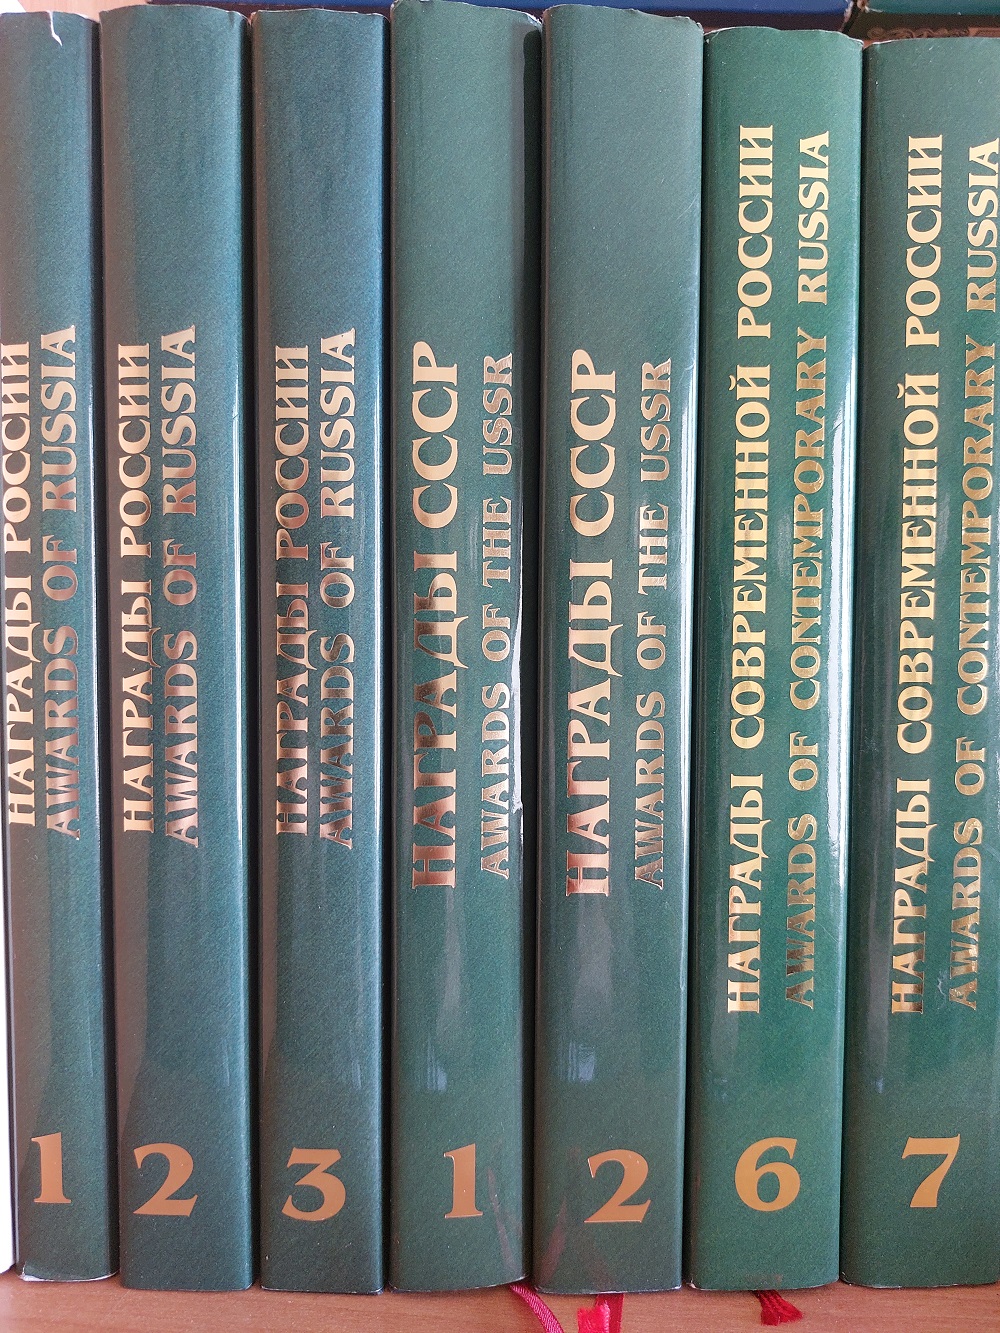 НАГРАДЫ РОССИИ
AWARDS OF RUSSIA
1
НАГРАДЫ РОССИИ
AWARDS OF RUSSIA
2
НАГРАДЫ РОССИИ
AWARDS OF RUSSIA
3
НАГРАДЫ СССР
AWARDS OF THE USSR
1
НАГРАДЫ СССР
AWARDS OF THE USSR
2
НАГРАДЫ СОВРЕМЕННОЙ РОССИИ
AWARDS OF CONTEMPORARY RUSSIA
6
НАГРАДЫ СОВРЕМЕННОЙ РОССИИ
AWARDS OF CONTEMPORARY RUSSIA
7